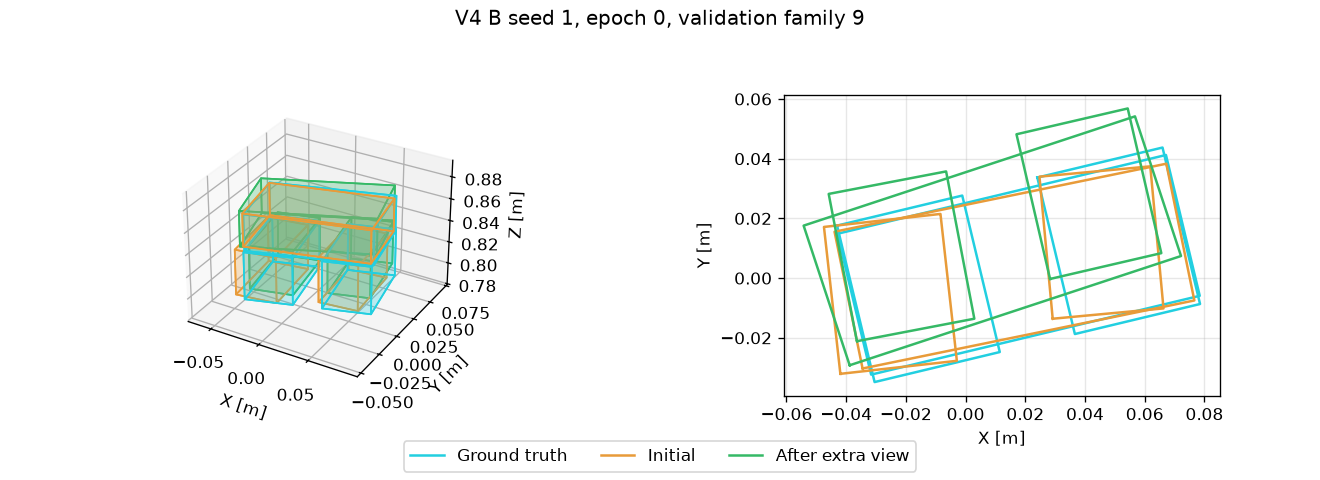 V4 B seed 1, epoch 0, validation family 9
0.88
0.86
0.84
0.82
0.80
0.78
Z [m]
0.075
0.050
0.025
0.000
−0.025
−0.050
Y [m]
−0.05
0.00
0.05
X [m]
0.06
0.04
0.02
0.00
−0.02
Y [m]
−0.06 −0.04 −0.02 0.00 0.02 0.04 0.06 0.08
X [m]
Ground truth Initial After extra view